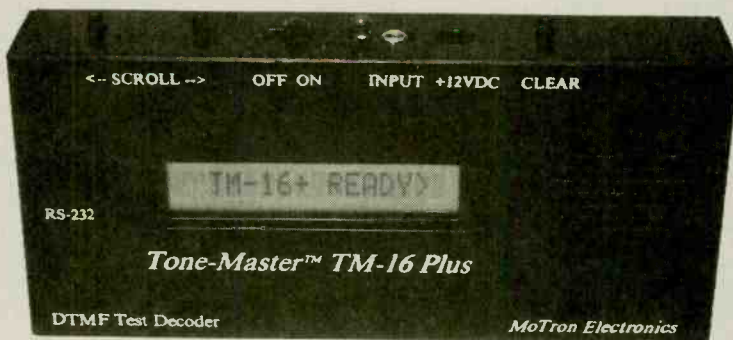 <-- SCROLL --> OFF ON INPUT +12VDC CLEAR
TM-16+ READY>
RS-232
Tone-Master™ TM-16 Plus
DTMF Test Decoder
MoTron Electronics